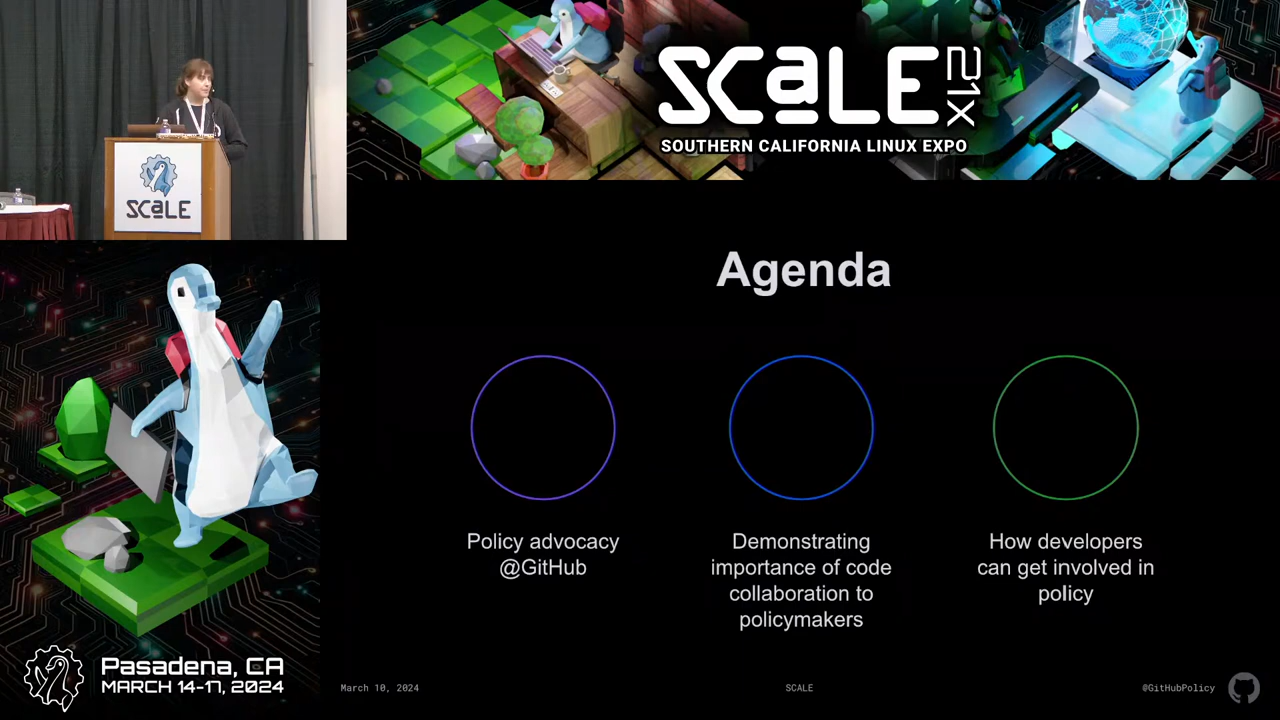 SCaLE 21X
SOUTHERN CALIFORNIA LINUX EXPO
SCaLE
Agenda
Policy advocacy
@GitHub
Demonstrating
importance of code
collaboration to
policymakers
How developers
can get involved in
policy
Pasadena, CA
MARCH 14-17, 2024
March 10, 2024
SCALE
@GitHubPolicy